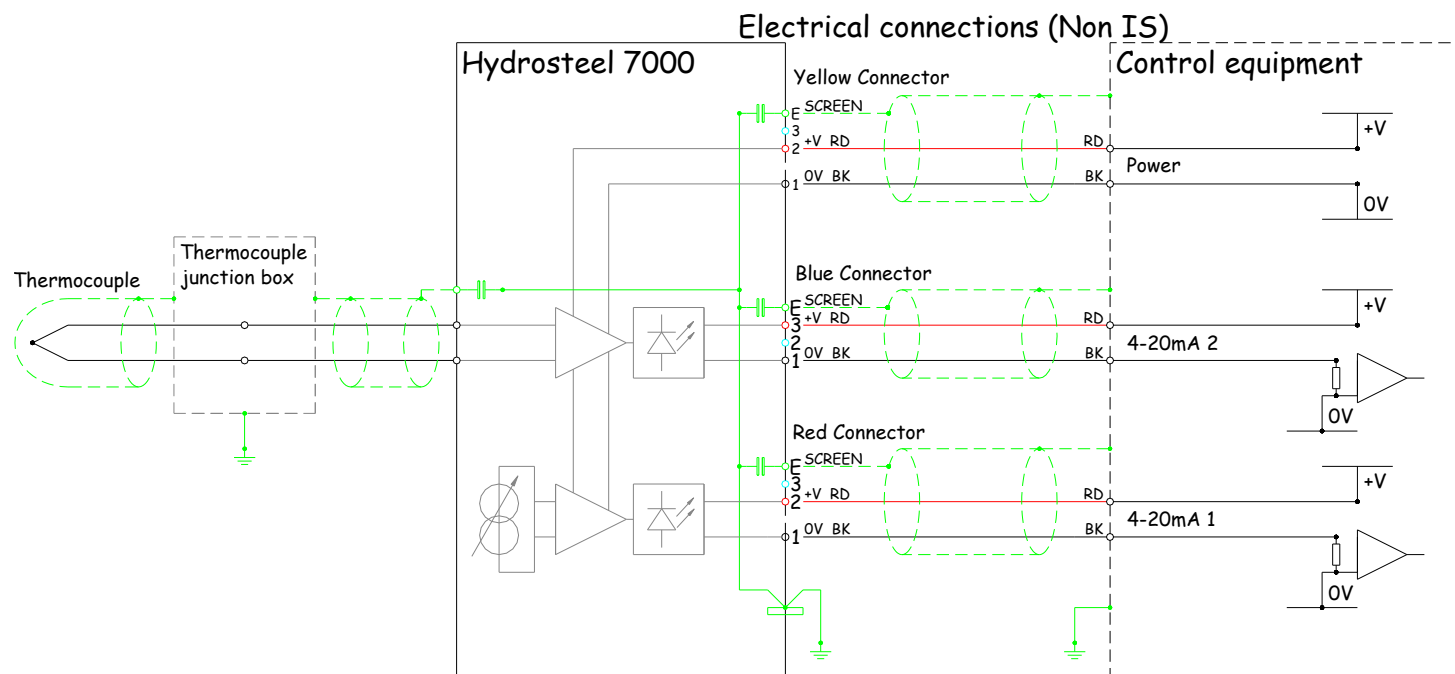 Electrical connections (Non IS)
Hydrosteel 7000
Control equipment
Yellow Connector
E SCREEN
3
2 +V RD
RD
+V
Power
1 0V BK
BK
0V
Thermocouple
Thermocouple
junction box
Blue Connector
E SCREEN
3 +V RD
RD
+V
2
4-20mA 2
1 0V BK
BK
0V
Red Connector
E SCREEN
3
2 +V RD
RD
+V
4-20mA 1
1 0V BK
BK
0V